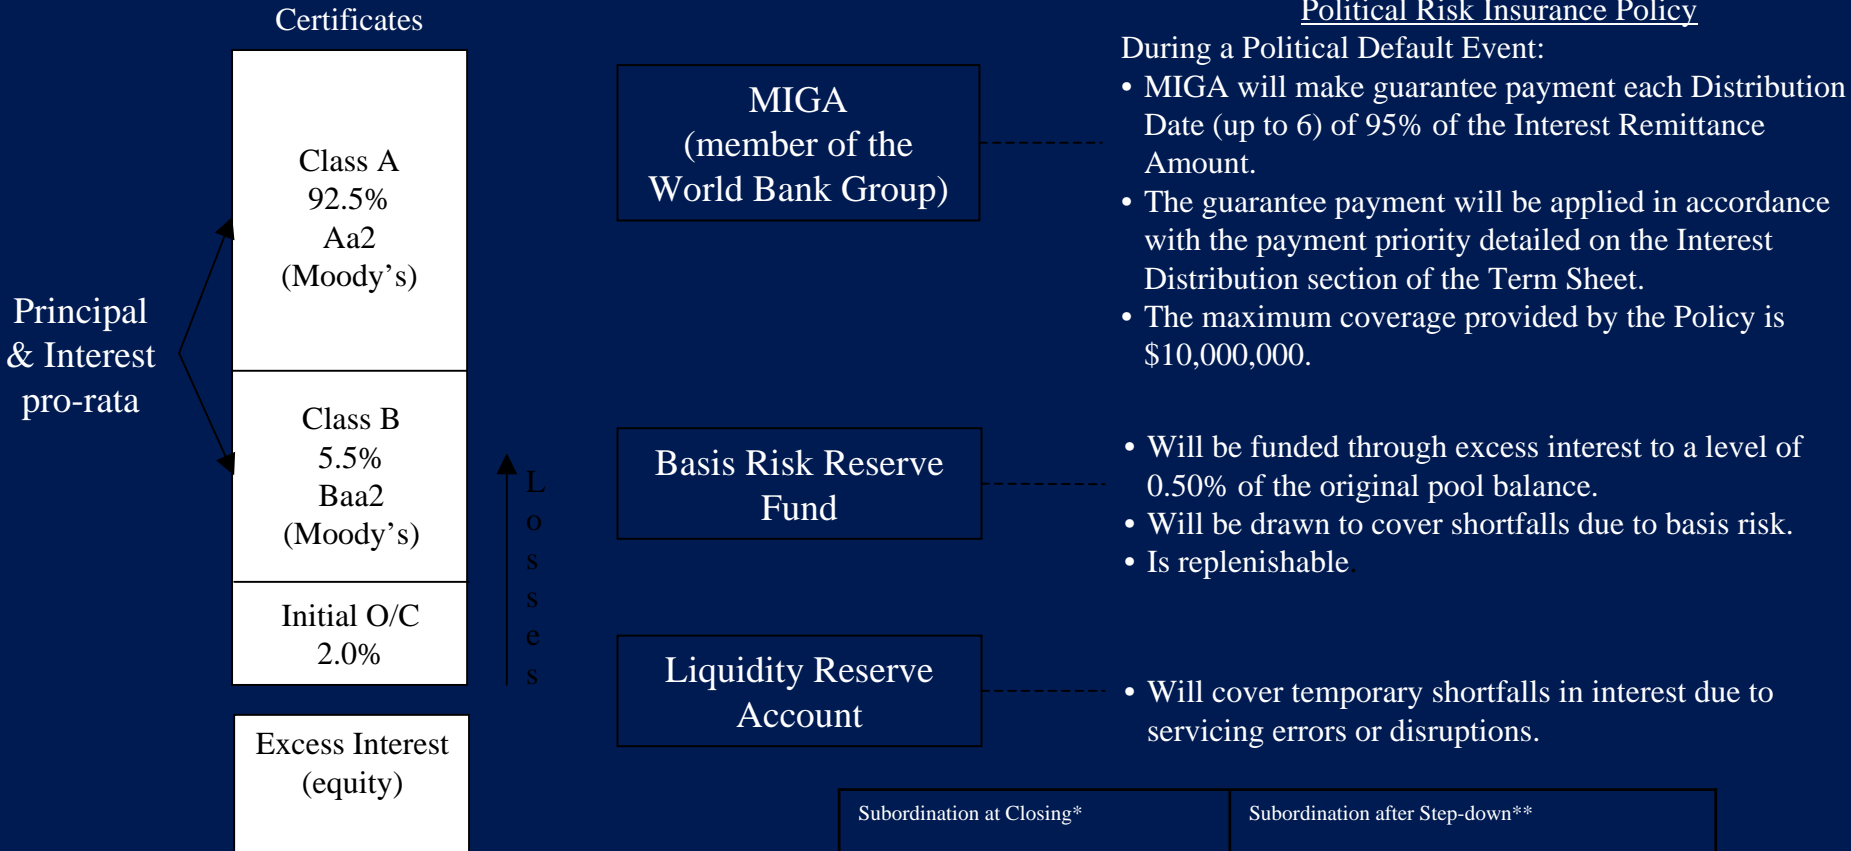 Certificates
Class A
92.5%
Aa2
(Moody’s)
Class B
5.5%
Baa2
(Moody’s)
Initial O/C
2.0%
Excess Interest
(equity)
Principal
& Interest
pro-rata
L
o
s
s
e
s
MIGA
(member of the
World Bank Group)
Basis Risk Reserve
Fund
Liquidity Reserve
Account
Political Risk Insurance Policy
During a Political Default Event:
• MIGA will make guarantee payment each Distribution
Date (up to 6) of 95% of the Interest Remittance
Amount.
• The guarantee payment will be applied in accordance
with the payment priority detailed on the Interest
Distribution section of the Term Sheet.
• The maximum coverage provided by the Policy is
$10,000,000.
• Will be funded through excess interest to a level of
0.50% of the original pool balance.
• Will be drawn to cover shortfalls due to basis risk.
• Is replenishable.
• Will cover temporary shortfalls in interest due to
servicing errors or disruptions.
Subordination at Closing*
Subordination after Step-down**